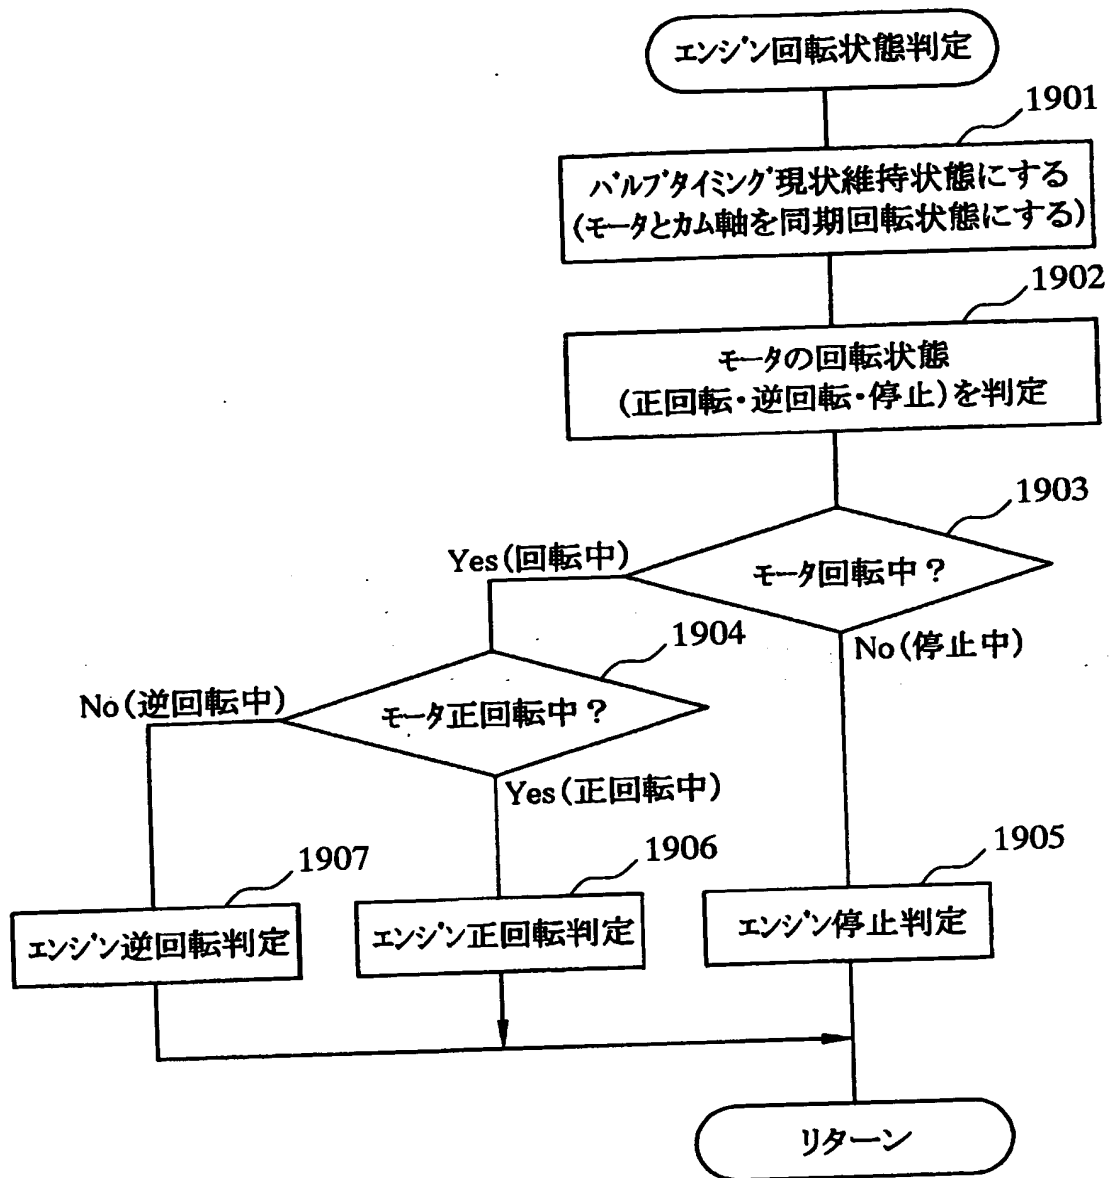 エンジン回転状態判定
1901
バルブタイミング現状維持状態にする
(モータとカム軸を同期回転状態にする)
1902
モータの回転状態
(正回転・逆回転・停止)を判定
1903
モータ回転中?
Yes(回転中)
No(停止中)
1904
モータ正回転中?
No(逆回転中)
Yes(正回転中)
1907
エンジン逆回転判定
1906
エンジン正回転判定
1905
エンジン停止判定
リターン